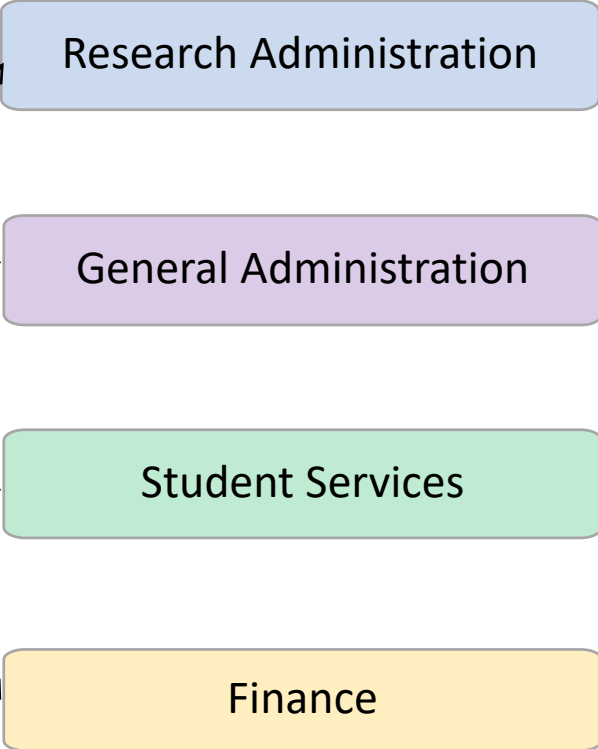 Research Administration
General Administration
Student Services
Finance